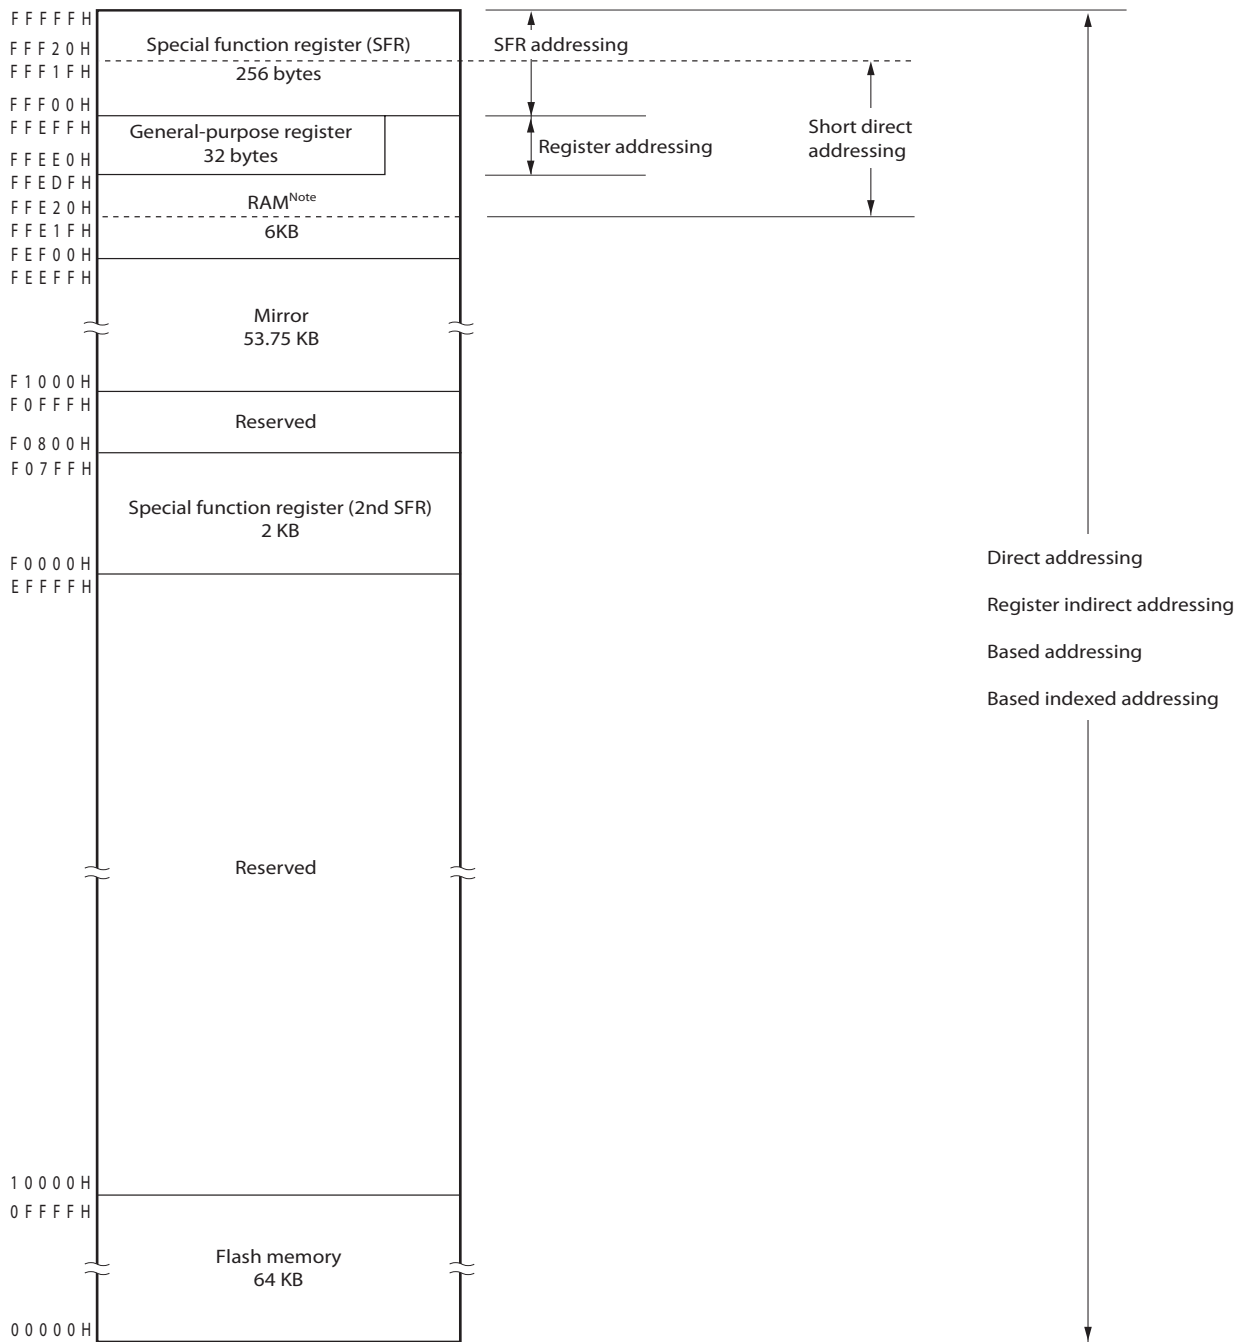 FFFFFH
Special function register (SFR)
256 bytes
SFR addressing
FFF20H
FFF1FH
FFF00H
FFEFFH
General-purpose register
32 bytes
Register addressing
Short direct
addressing
FFEE0H
FFEDFH
RAMNote
6KB
FFE20H
FFE1FH
FEF00H
FEEFFH
Mirror
53.75 KB
F1000H
F0FFFH
Reserved
F0800H
F07FFH
Special function register (2nd SFR)
2 KB
F0000H
EFFFFH
Direct addressing
Register indirect addressing
Based addressing
Based indexed addressing
Reserved
10000H
0FFFFH
Flash memory
64 KB
00000H